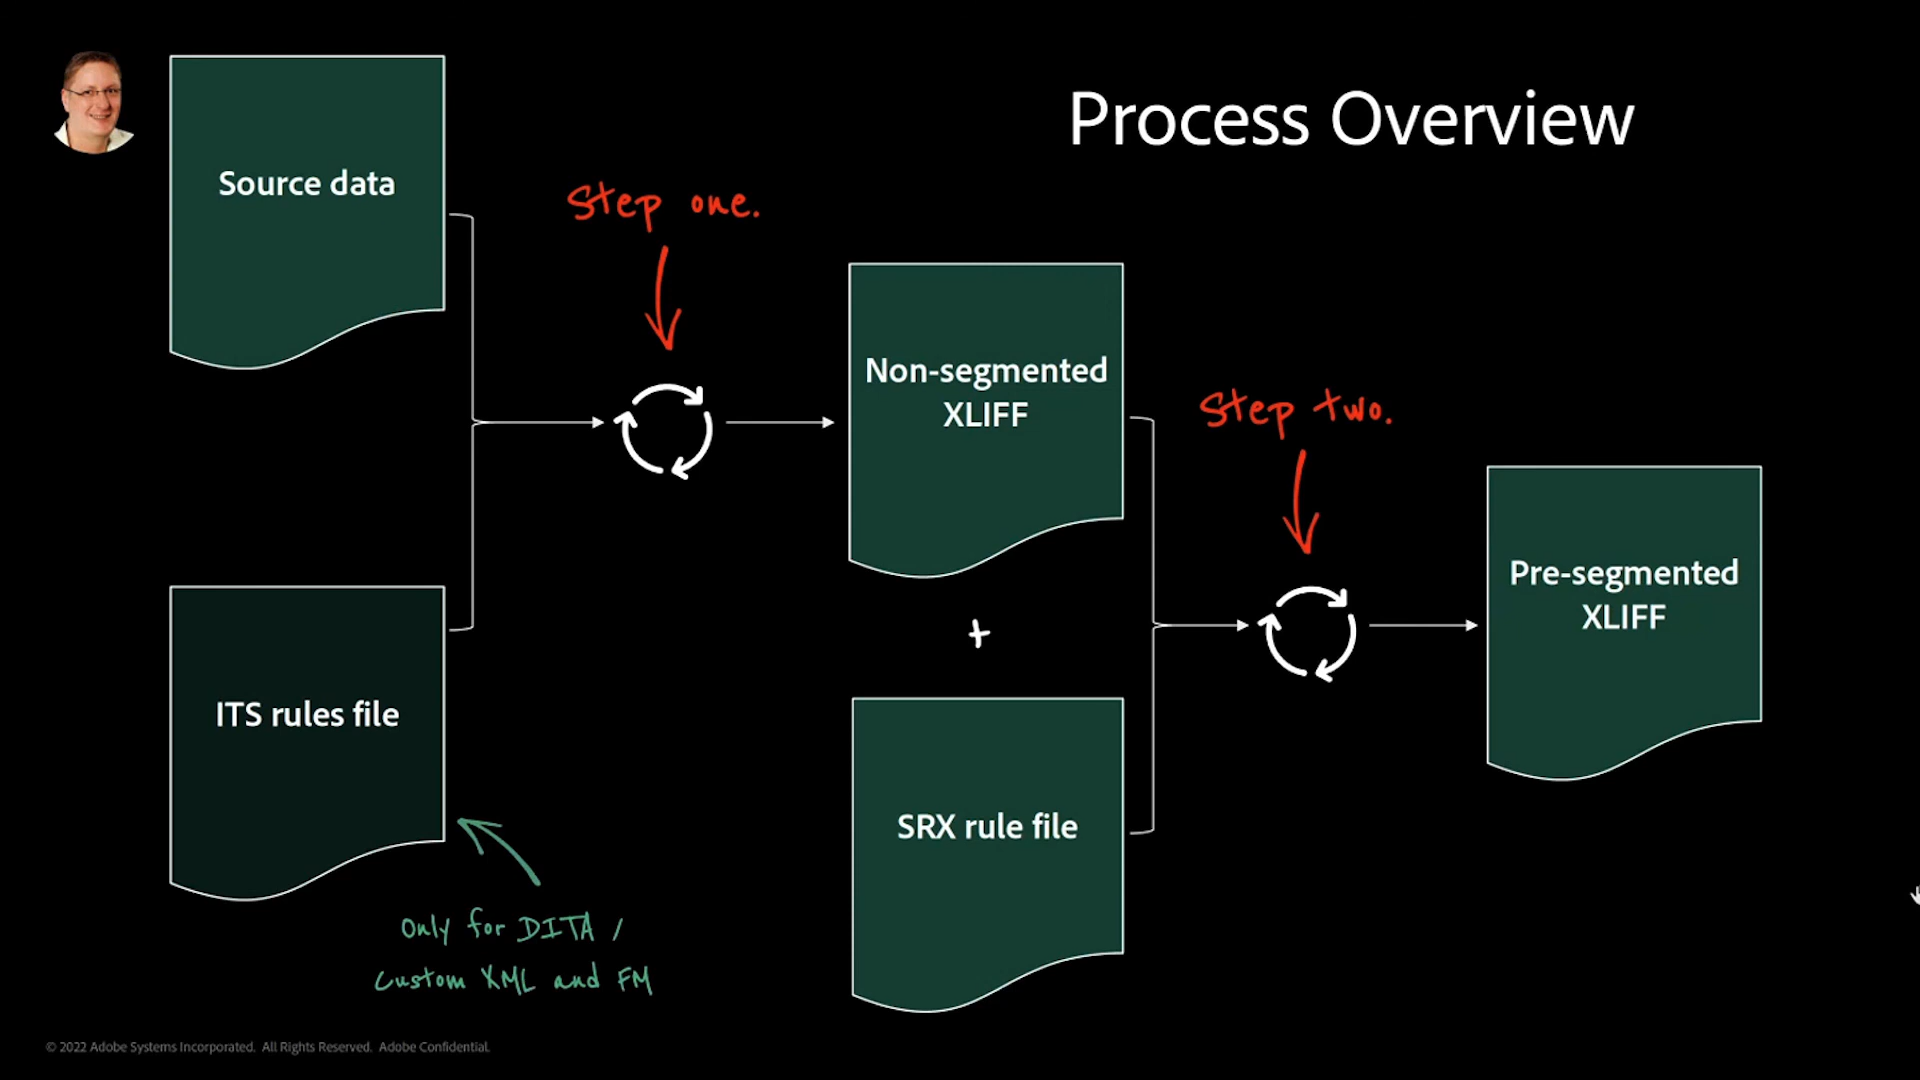 Process Overview
Source data
Step one.
Non-segmented
XLIFF
Step two.
Pre-segmented
XLIFF
+
ITS rules file
SRX rule file
Only for DITA /
Custom XML and FM
© 2022 Adobe Systems Incorporated. All Rights Reserved. Adobe Confidential.